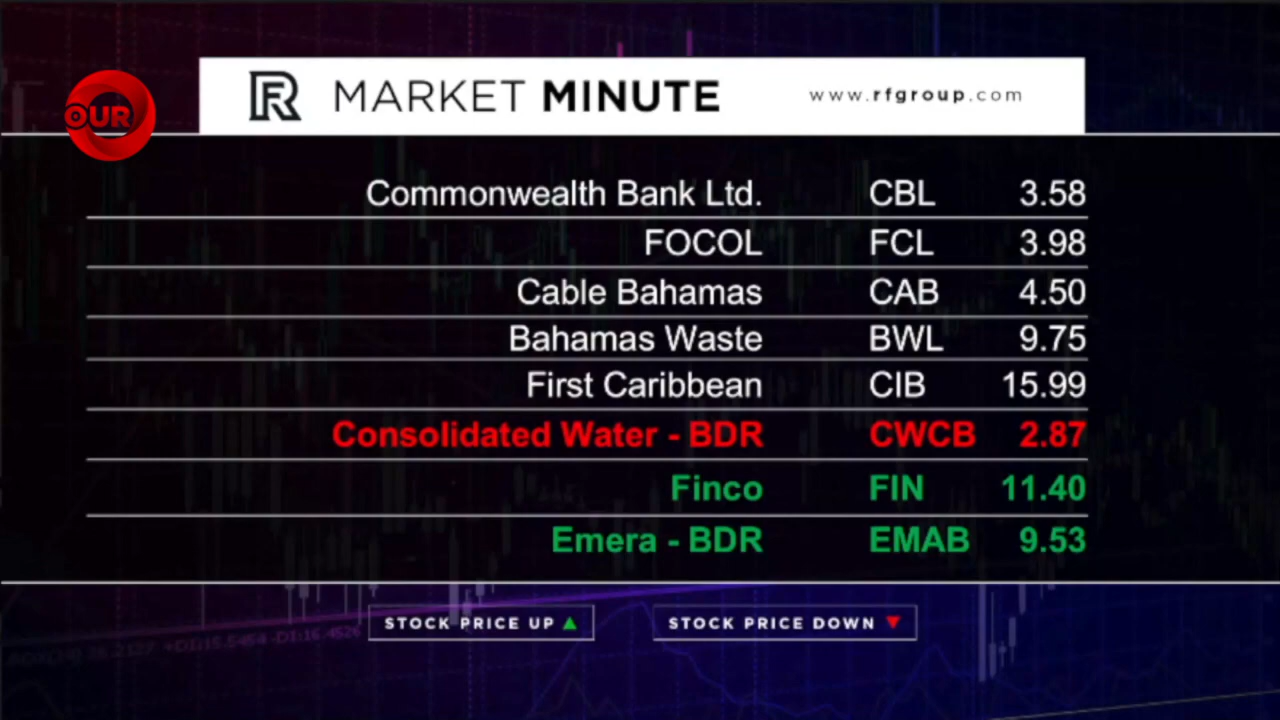 OUR
R MARKET MINUTE www.rfgroup.com
Commonwealth Bank Ltd. CBL 3.58
FOCOL FCL 3.98
Cable Bahamas CAB 4.50
Bahamas Waste BWL 9.75
First Caribbean CIB 15.99
Consolidated Water - BDR CWCB 2.87
Finco FIN 11.40
Emera - BDR EMAB 9.53
STOCK PRICE UP ▲ STOCK PRICE DOWN ▼